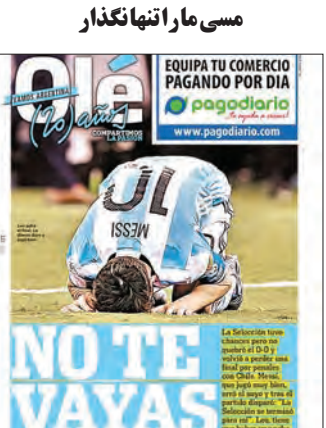 مسی ما را تنها نگذار
Olé
VAMOS, ARGENTINA
(20) años
COMPARTIMOS
LA PASIÓN
EQUIPA TU COMERCIO
PAGANDO POR DIA
pagodiario
www.pagodiario.com
10
MESSI
NO TE
VAYAS
La Selección tuvo
chances pero no
quebró el 0-0 y
volvió a perder una
final por penales
con Chile. Messi,
que jugó muy bien,
erró el suyo y tras el
partido disparó: "La
Selección se terminó
para mí". Leo, tiene